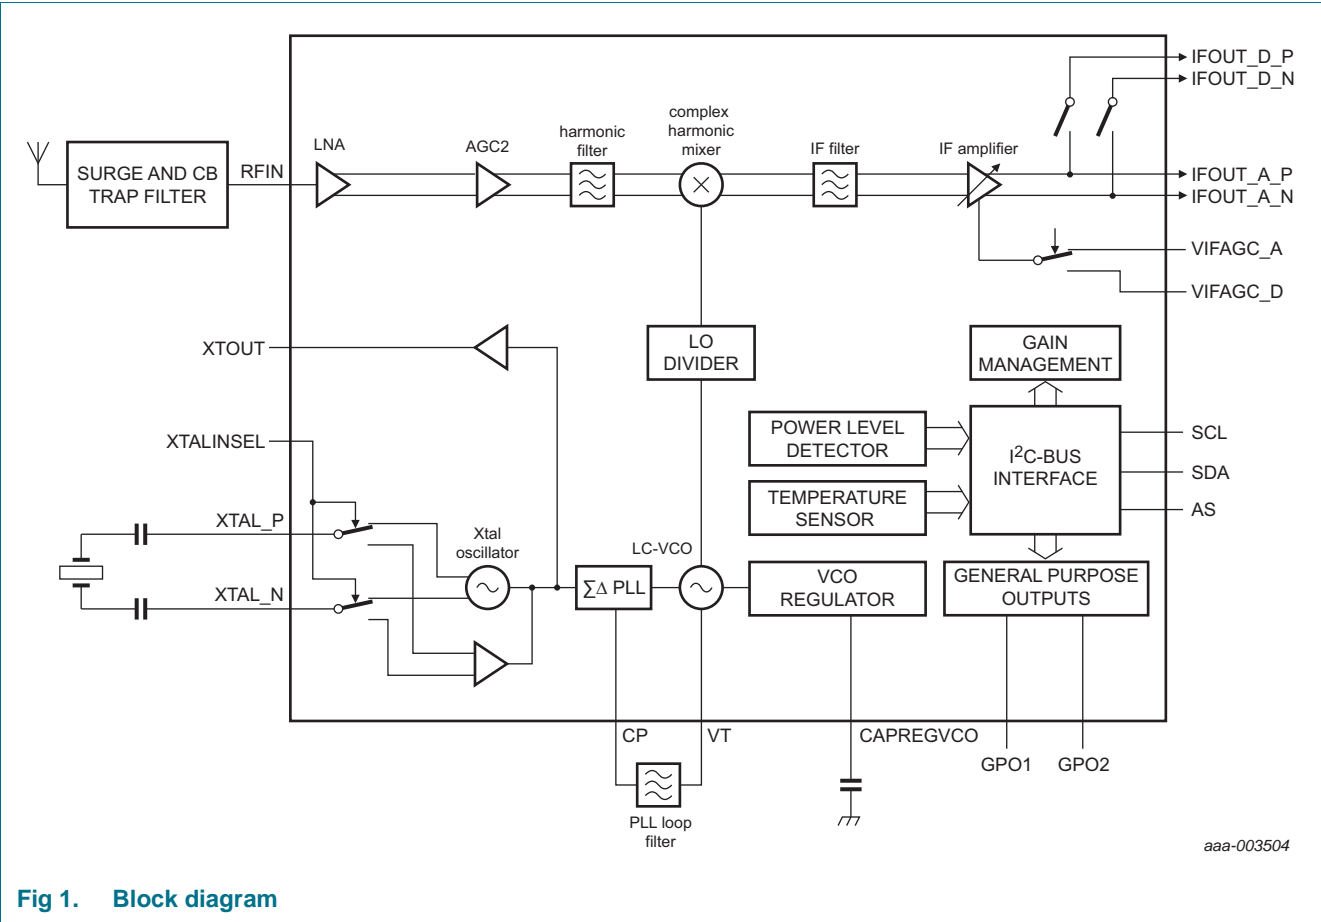 IFOUT_D_P
IFOUT_D_N
complex
harmonic
mixer
harmonic
filter
LNA
AGC2
IF filter
IF amplifier
SURGE AND CB
TRAP FILTER
RFIN
IFOUT_A_P
IFOUT_A_N
VIFAGC_A
VIFAGC_D
XTOUT
LO
DIVIDER
GAIN
MANAGEMENT
XTALINSEL
POWER LEVEL
DETECTOR
I2C-BUS
INTERFACE
SCL
SDA
AS
TEMPERATURE
SENSOR
XTAL_P
Xtal
oscillator
LC-VCO
XTAL_N
∑∆ PLL
VCO
REGULATOR
GENERAL PURPOSE
OUTPUTS
CP
VT
CAPREGVCO
GPO1
GPO2
PLL loop
filter
aaa-003504
Fig 1. Block diagram